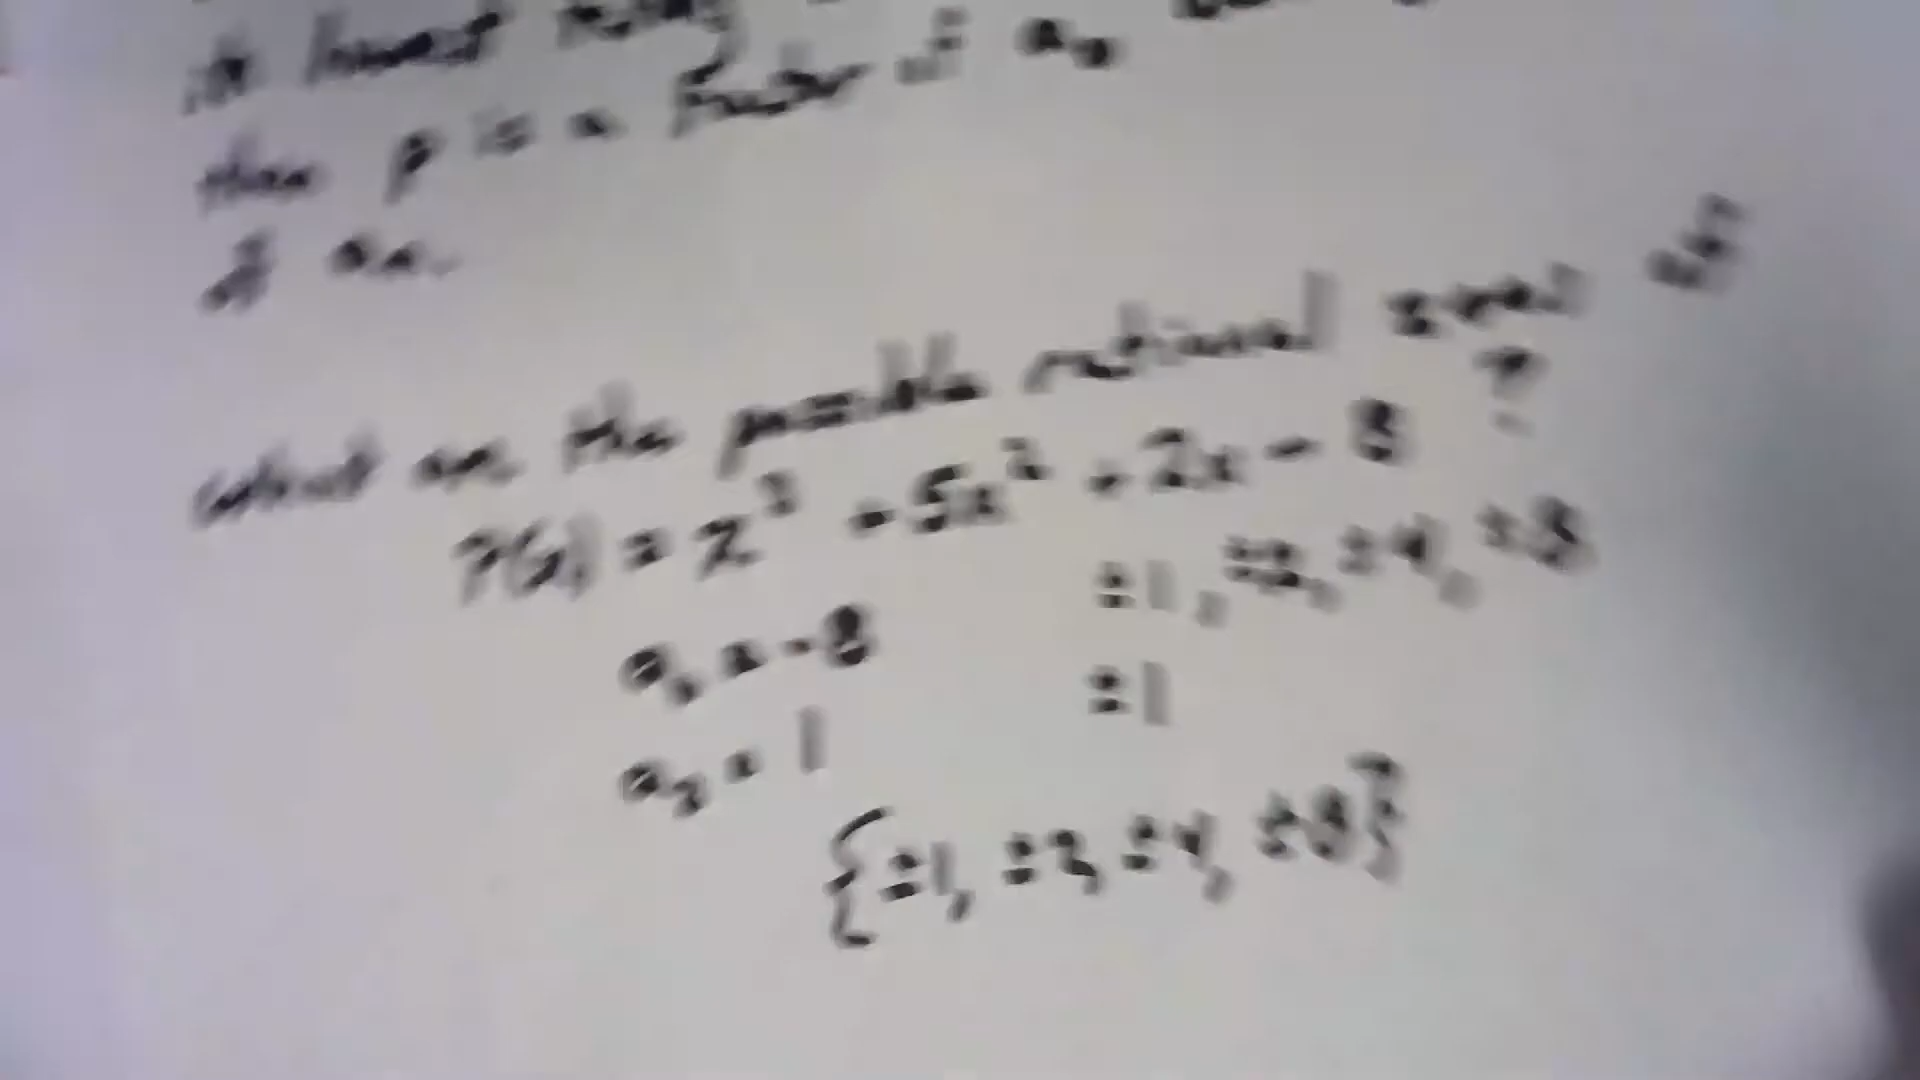 its lowest
then p is a factor of a₀
of aₙ.
what are the possible rational zeros of
P(x) = x³ + 5x² + 2x - 8 ?
±1, ±2, ±4, ±8
a₀ = -8
±1
a₃ = 1
{±1, ±2, ±4, ±8}